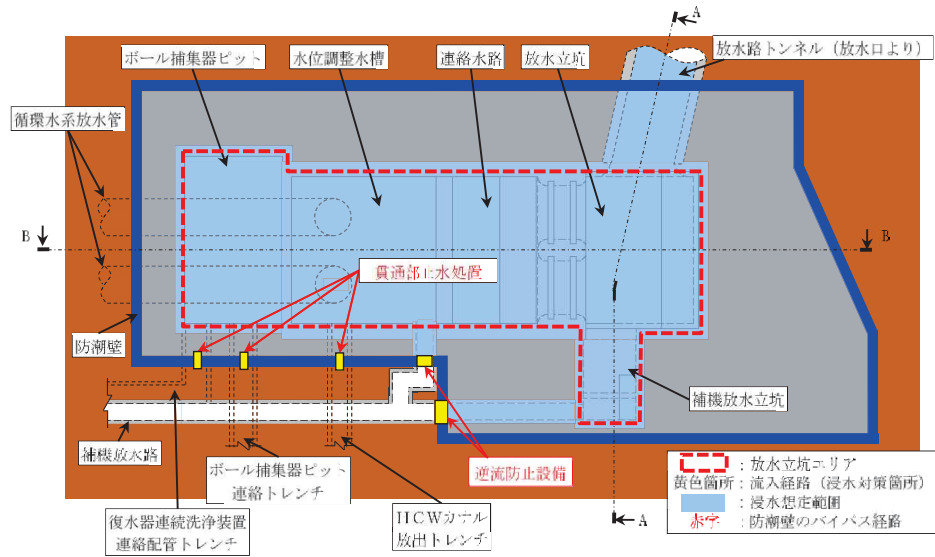 A
ボール捕集器ピット
水位調整水槽
連絡水路
放水立坑
放水路トンネル（放水口より）
循環水系放水管
B
B
貫通部止水処置
防潮壁
補機放水立坑
補機放水路
ボール捕集器ピット
連絡トレンチ
逆流防止設備
復水器連続洗浄装置
連絡配管トレンチ
HCWカナル
放出トレンチ
A
：放水立坑エリア
黄色箇所：流入経路（浸水対策箇所）
：浸水想定範囲
赤字：防潮壁のバイパス経路